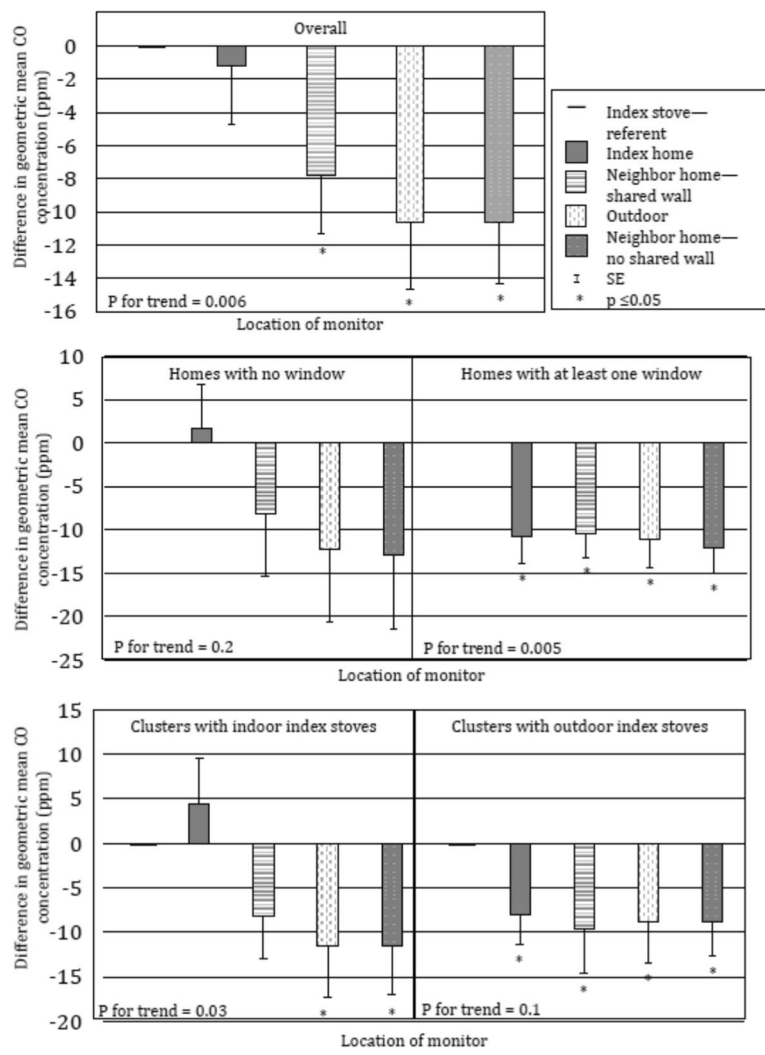 Overall
0
-2
-4
-6
-8
-10
-12
-14
-16
Difference in geometric mean CO
concentration (ppm)
*
*
*
P for trend = 0.006
Location of monitor
Index stove—
referent
Index home
Neighbor home—
shared wall
Outdoor
Neighbor home—
no shared wall
SE
* p ≤0.05
10
5
0
-5
-10
-15
-20
-25
Difference in geometric mean CO
concentration (ppm)
Homes with no window
Homes with at least one window
*
*
*
*
P for trend = 0.2
P for trend = 0.005
Location of monitor
15
10
5
0
-5
-10
-15
-20
Difference in geometric mean CO
concentration (ppm)
Clusters with indoor index stoves
Clusters with outdoor index stoves
*
*
*
*
*
*
P for trend = 0.03
P for trend = 0.1
Location of monitor